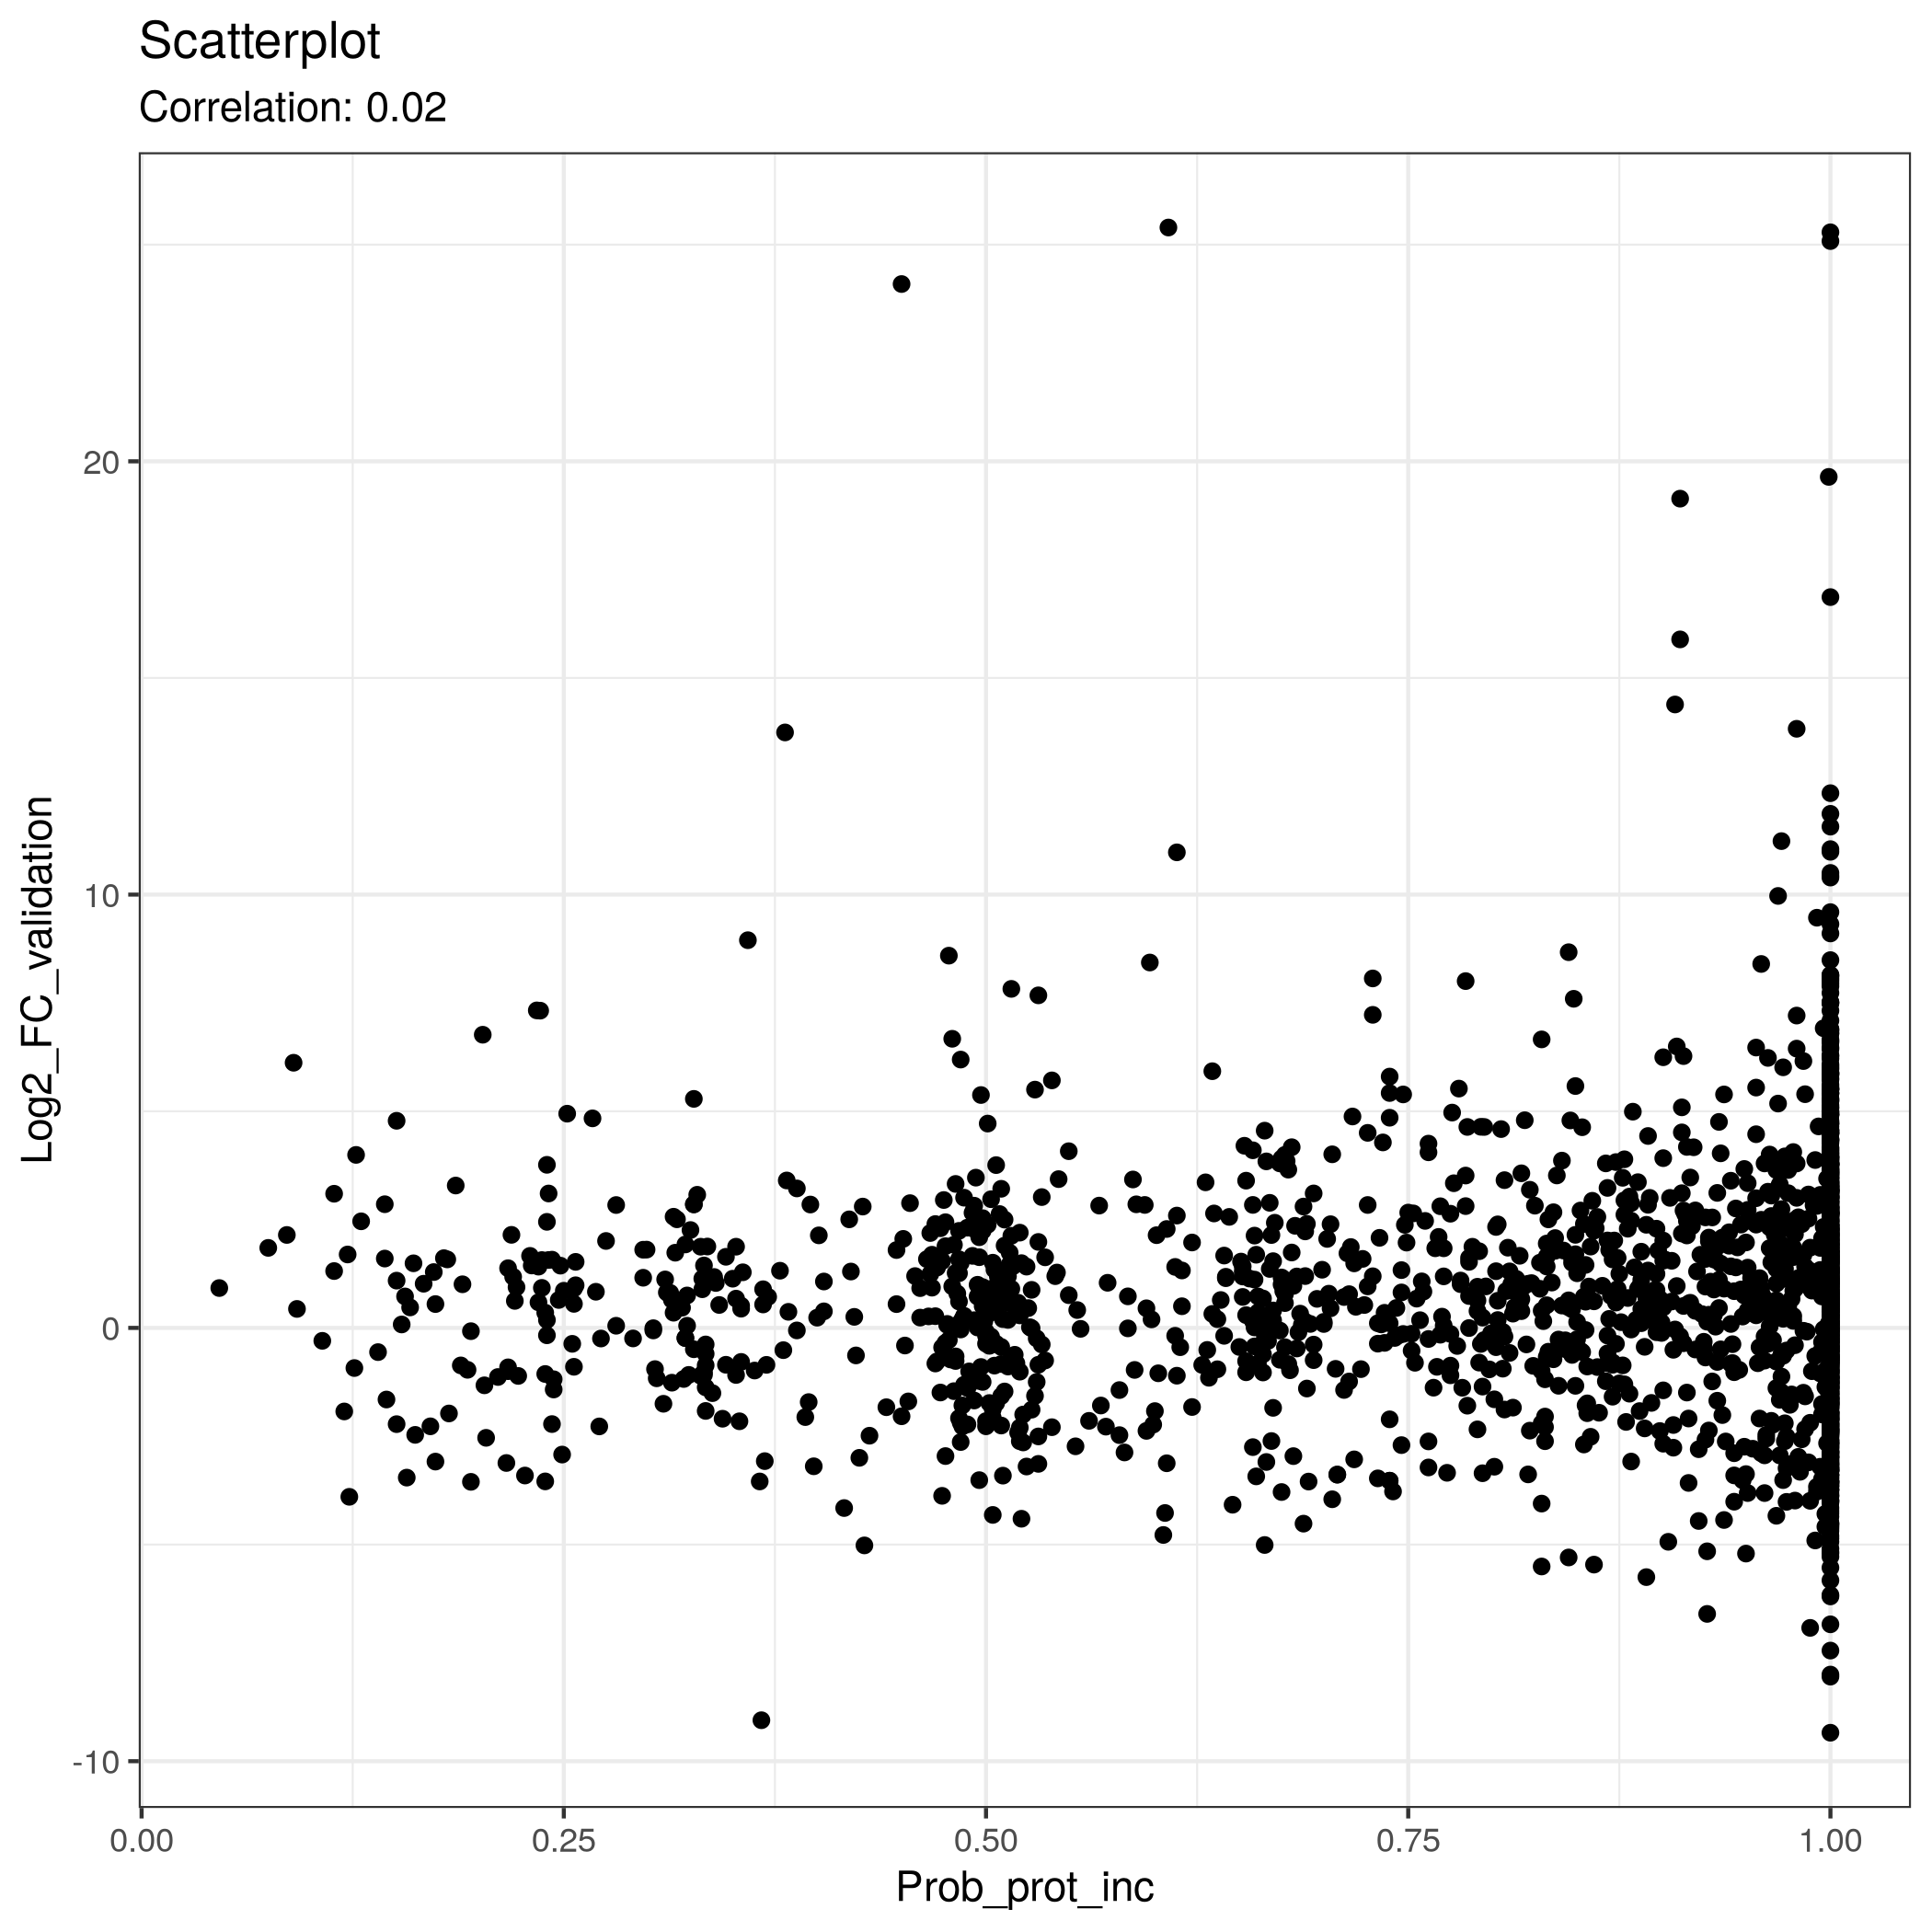 Scatterplot
Correlation: 0.02
Log2_FC_validation
20
10
0
-10
0.00 0.25 0.50 0.75 1.00
Prob_prot_inc